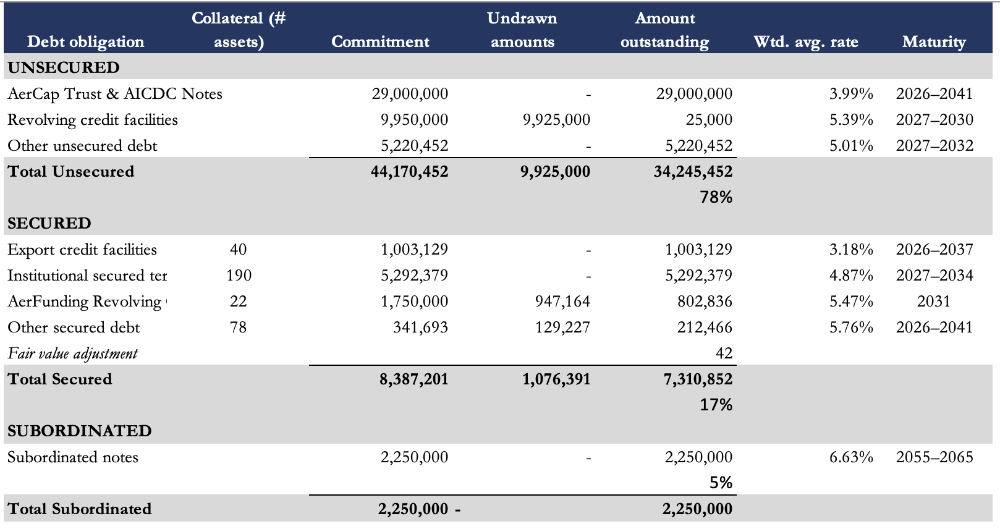 Debt obligation Collateral (# assets) Commitment Undrawn amounts Amount outstanding Wtd. avg. rate Maturity
UNSECURED
AerCap Trust & AICDC Notes 29,000,000 - 29,000,000 3.99% 2026–2041
Revolving credit facilities 9,950,000 9,925,000 25,000 5.39% 2027–2030
Other unsecured debt 5,220,452 - 5,220,452 5.01% 2027–2032
Total Unsecured 44,170,452 9,925,000 34,245,452
78%
SECURED
Export credit facilities 40 1,003,129 - 1,003,129 3.18% 2026–2037
Institutional secured ter 190 5,292,379 - 5,292,379 4.87% 2027–2034
AerFunding Revolving 22 1,750,000 947,164 802,836 5.47% 2031
Other secured debt 78 341,693 129,227 212,466 5.76% 2026–2041
Fair value adjustment 42
Total Secured 8,387,201 1,076,391 7,310,852
17%
SUBORDINATED
Subordinated notes 2,250,000 - 2,250,000 6.63% 2055–2065
5%
Total Subordinated 2,250,000 - 2,250,000